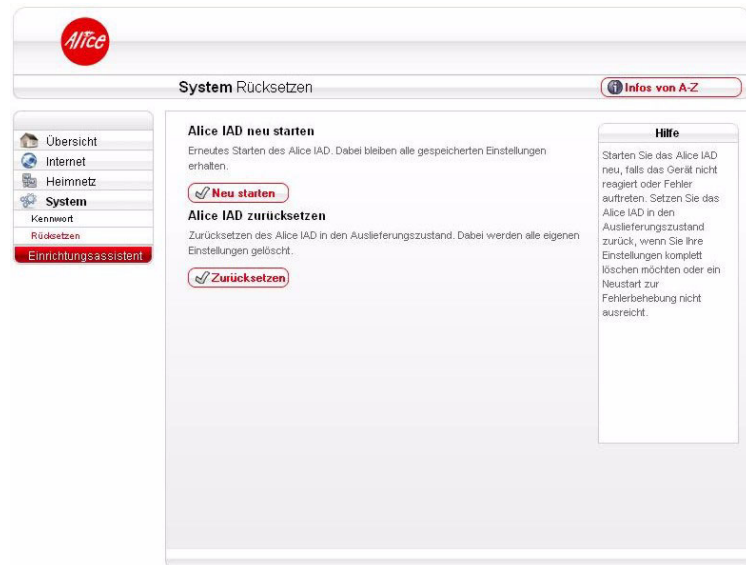 Alice
System Rücksetzen
Infos von A-Z
Übersicht
Internet
Heimnetz
System
Kennwort
Rücksetzen
Einrichtungsassistent
Alice IAD neu starten
Erneutes Starten des Alice IAD. Dabei bleiben alle gespeicherten Einstellungen
erhalten.
Neu starten
Alice IAD zurücksetzen
Zurücksetzen des Alice IAD in den Auslieferungszustand. Dabei werden alle eigenen
Einstellungen gelöscht.
Zurücksetzen
Hilfe
Starten Sie das Alice IAD
neu, falls das Gerät nicht
reagiert oder Fehler
auftreten. Setzen Sie das
Alice IAD in den
Auslieferungszustand
zurück, wenn Sie Ihre
Einstellungen komplett
löschen möchten oder ein
Neustart zur
Fehlerbehebung nicht
ausreicht.